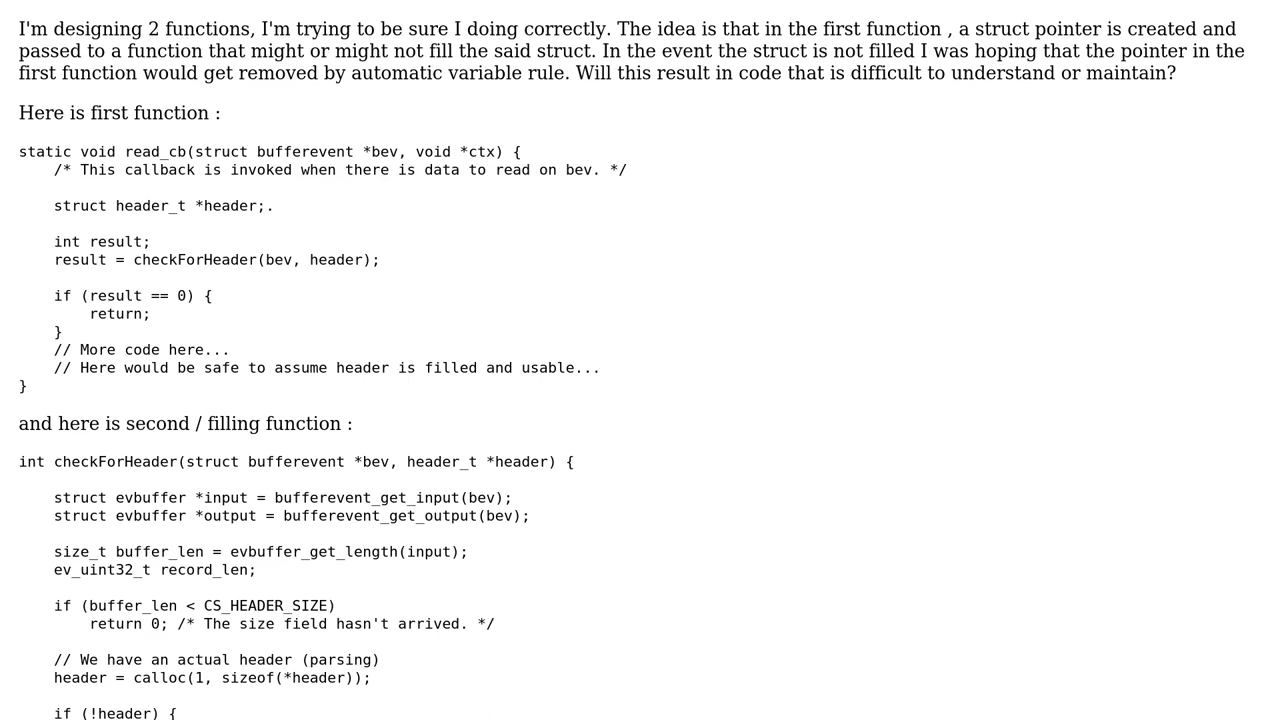 I'm designing 2 functions, I'm trying to be sure I doing correctly. The idea is that in the first function , a struct pointer is created and
passed to a function that might or might not fill the said struct. In the event the struct is not filled I was hoping that the pointer in the
first function would get removed by automatic variable rule. Will this result in code that is difficult to understand or maintain?
Here is first function :
static void read_cb(struct bufferevent *bev, void *ctx) {
    /* This callback is invoked when there is data to read on bev. */
    struct header_t *header;.
    int result;
    result = checkForHeader(bev, header);
    if (result == 0) {
        return;
    }
    // More code here...
    // Here would be safe to assume header is filled and usable...
}
and here is second / filling function :
int checkForHeader(struct bufferevent *bev, header_t *header) {
    struct evbuffer *input = bufferevent_get_input(bev);
    struct evbuffer *output = bufferevent_get_output(bev);
    size_t buffer_len = evbuffer_get_length(input);
    ev_uint32_t record_len;
    if (buffer_len < CS_HEADER_SIZE)
        return 0; /* The size field hasn't arrived. */
    // We have an actual header (parsing)
    header = calloc(1, sizeof(*header));
    if (!header) {